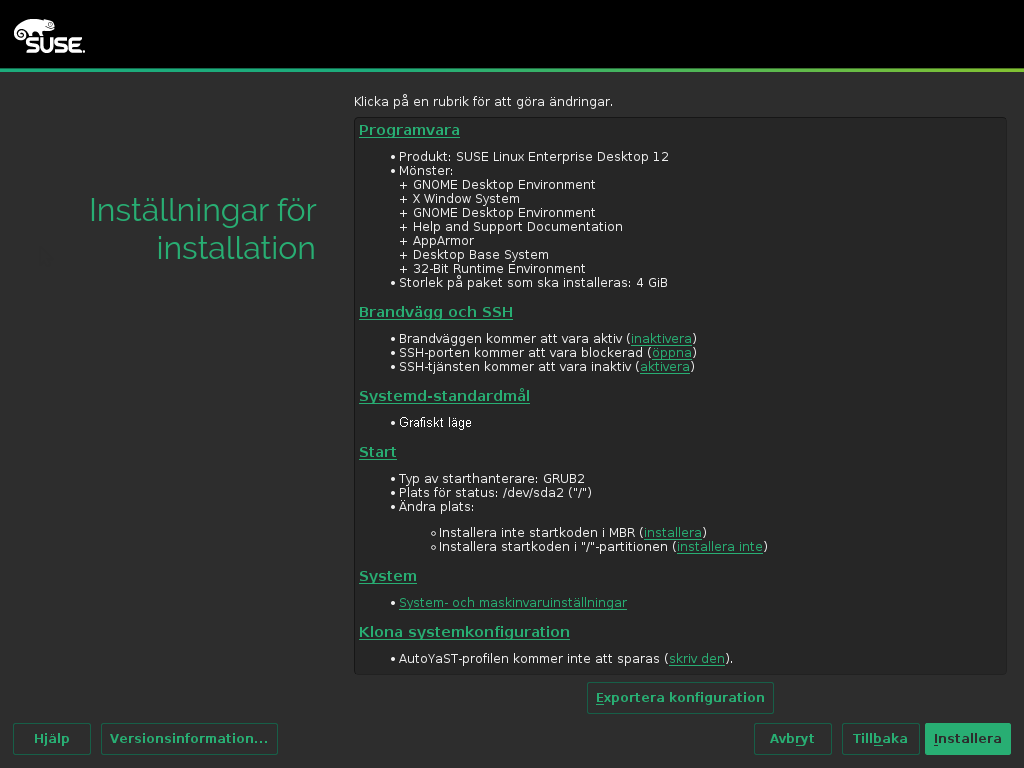 SUSE
Klicka på en rubrik för att göra ändringar.
Inställningar för
installation
Programvara
• Produkt: SUSE Linux Enterprise Desktop 12
• Mönster:
+ GNOME Desktop Environment
+ X Window System
+ GNOME Desktop Environment
+ Help and Support Documentation
+ AppArmor
+ Desktop Base System
+ 32-Bit Runtime Environment
• Storlek på paket som ska installeras: 4 GiB
Brandvägg och SSH
• Brandväggen kommer att vara aktiv (inaktivera)
• SSH-porten kommer att vara blockerad (öppna)
• SSH-tjänsten kommer att vara inaktiv (aktivera)
Systemd-standardmål
• Grafiskt läge
Start
• Typ av starthanterare: GRUB2
• Plats för status: /dev/sda2 ("/")
• Ändra plats:
◦ Installera inte startkoden i MBR (installera)
◦ Installera startkoden i "/"-partitionen (installera inte)
System
• System- och maskinvaruinställningar
Klona systemkonfiguration
• AutoYaST-profilen kommer inte att sparas (skriv den).
Exportera konfiguration
Hjälp
Versionsinformation...
Avbryt
Tillbaka
Installera